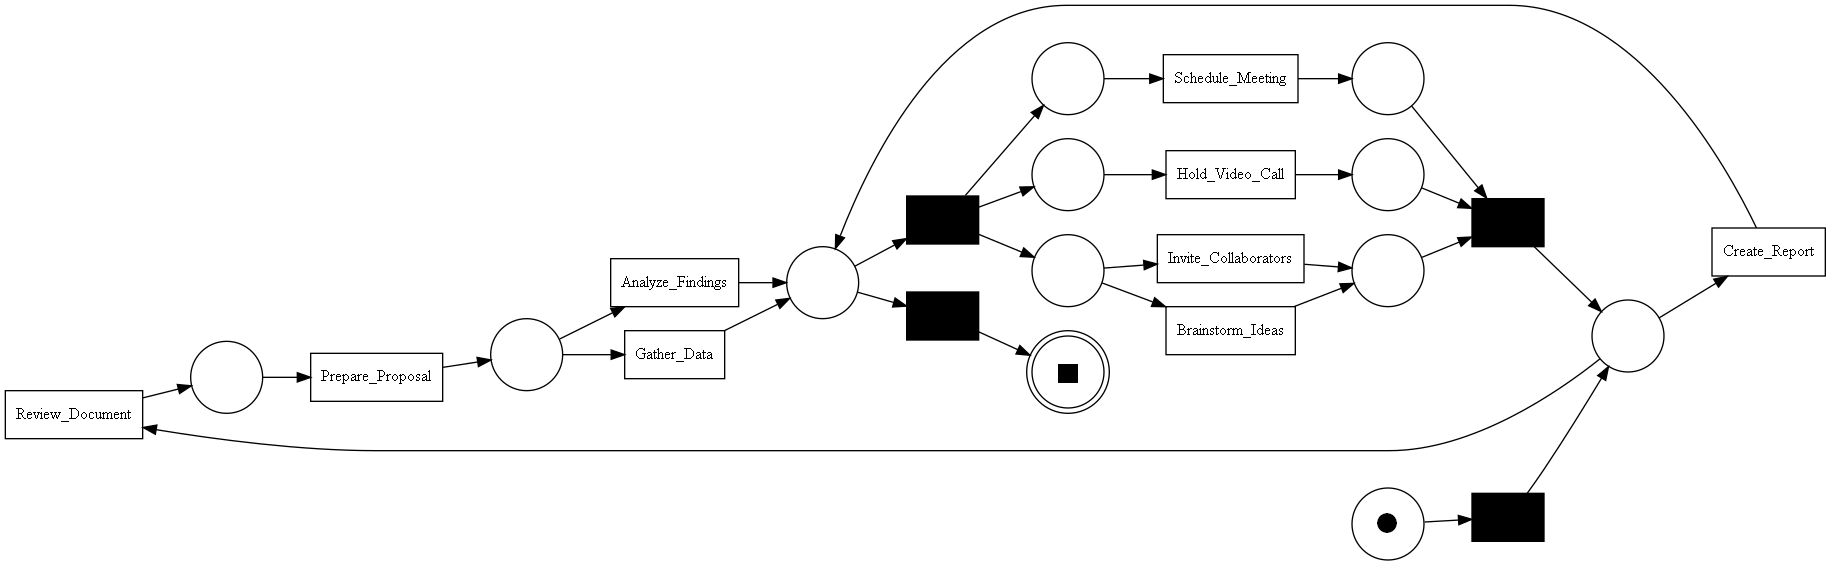 Schedule_Meeting
Hold_Video_Call
Invite_Collaborators
Create_Report
Analyze_Findings
Brainstorm_Ideas
Gather_Data
Prepare_Proposal
Review_Document